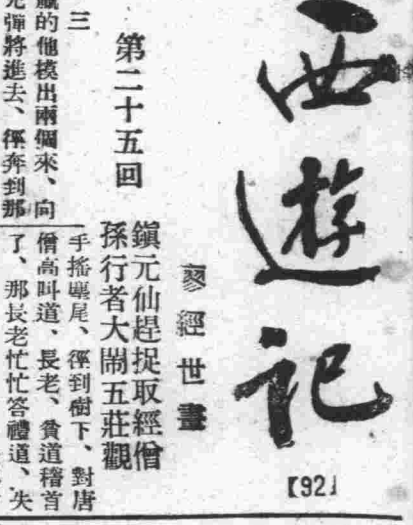 西遊記
【92】
廖經世畫
第二十五回
鎮元仙趕捉取經僧
孫行者大鬧五莊觀
三
的他模出兩個來、向
彈將進去、徑奔到那
手搖麈尾、徑到樹下、對唐
僧高叫道、長老、貧道稽首
了、那長老忙忙答禮道、失